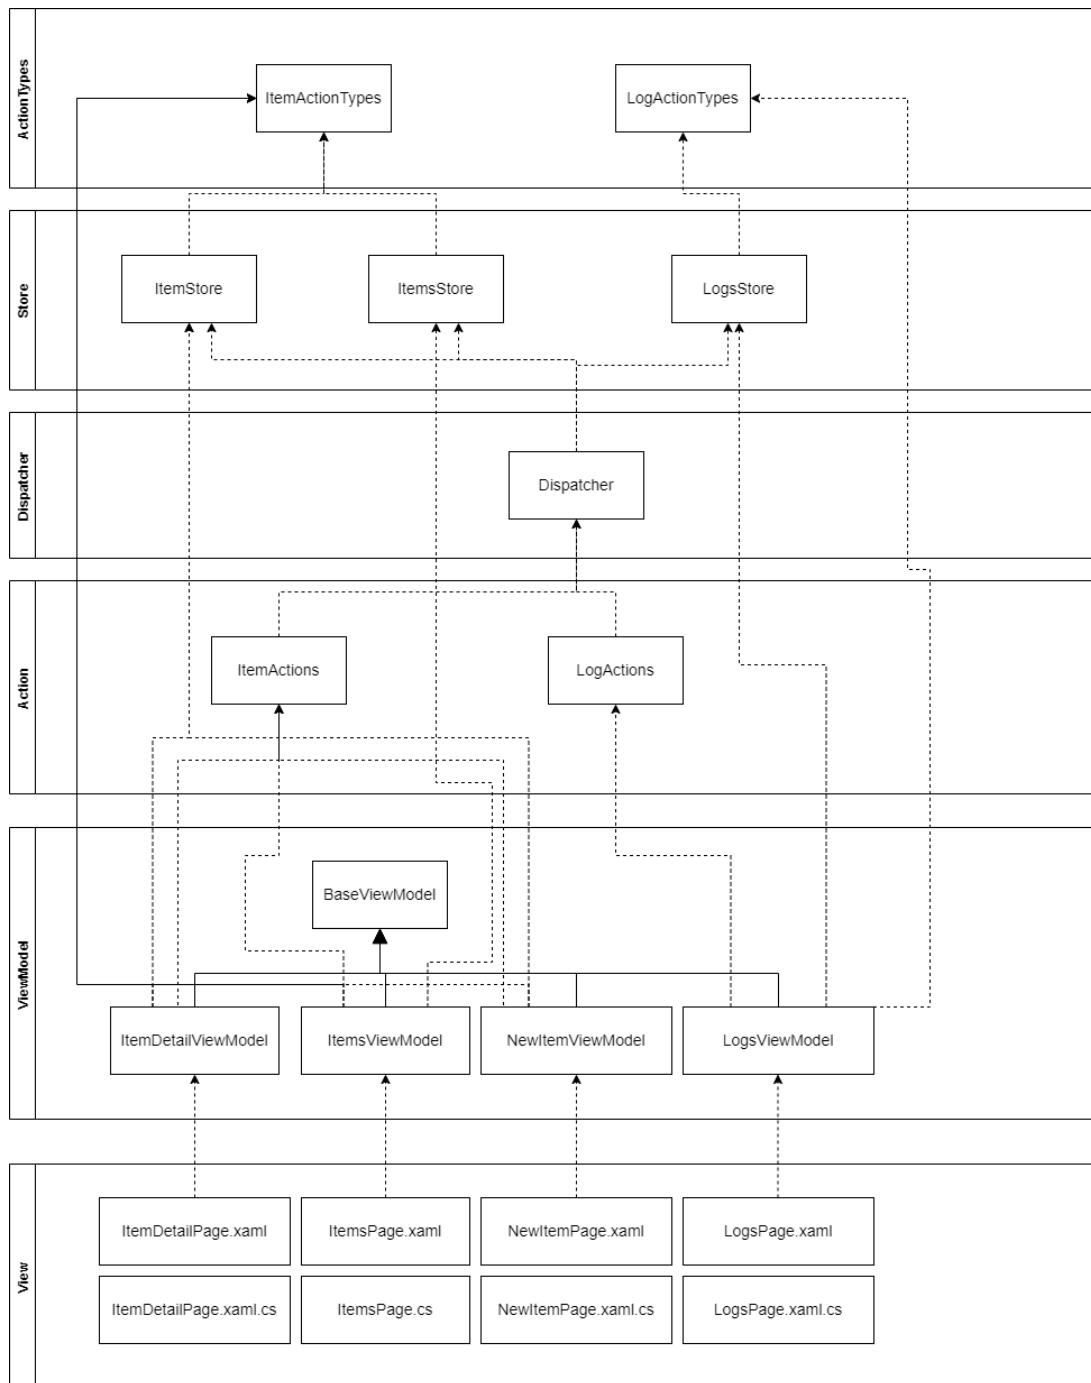 ActionTypes
ItemActionTypes
LogActionTypes
Store
ItemStore
ItemsStore
LogsStore
Dispatcher
Dispatcher
Action
ItemActions
LogActions
ViewModel
BaseViewModel
ItemDetailViewModel
ItemsViewModel
NewItemViewModel
LogsViewModel
View
ItemDetailPage.xaml
ItemsPage.xaml
NewItemPage.xaml
LogsPage.xaml
ItemDetailPage.xaml.cs
ItemsPage.cs
NewItemPage.xaml.cs
LogsPage.xaml.cs